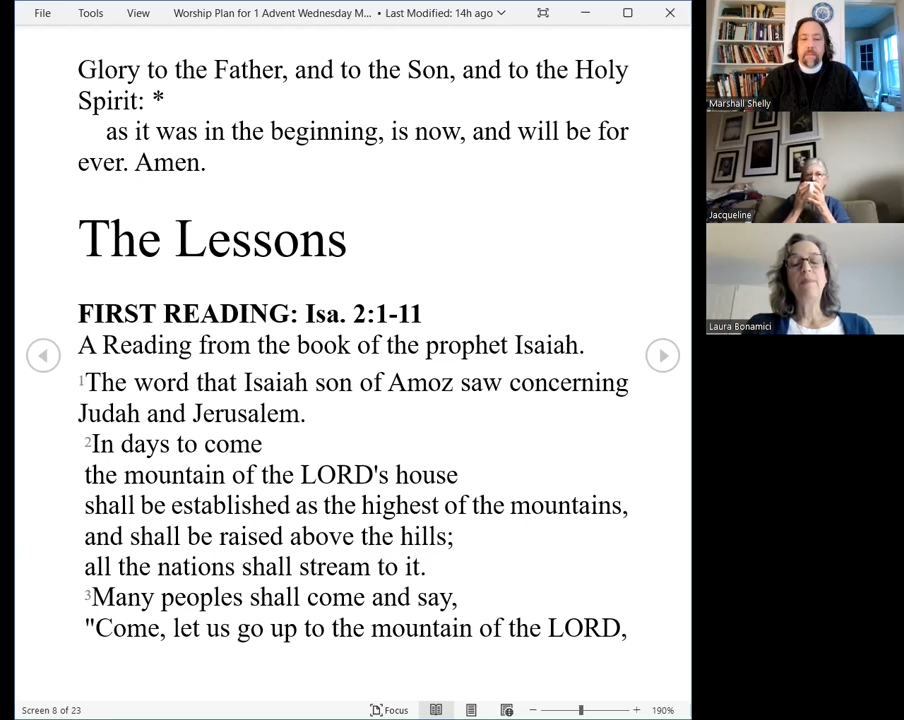 File Tools View Worship Plan for 1 Advent Wednesday M... • Last Modified: 14h ago
Glory to the Father, and to the Son, and to the Holy
Spirit: *
as it was in the beginning, is now, and will be for
ever. Amen.
The Lessons
FIRST READING: Isa. 2:1-11
A Reading from the book of the prophet Isaiah.
1The word that Isaiah son of Amoz saw concerning
Judah and Jerusalem.
2In days to come
the mountain of the LORD's house
shall be established as the highest of the mountains,
and shall be raised above the hills;
all the nations shall stream to it.
3Many peoples shall come and say,
"Come, let us go up to the mountain of the LORD,
Screen 8 of 23 Focus 190%
Marshall Shelly
Jacqueline
Laura Bonamici